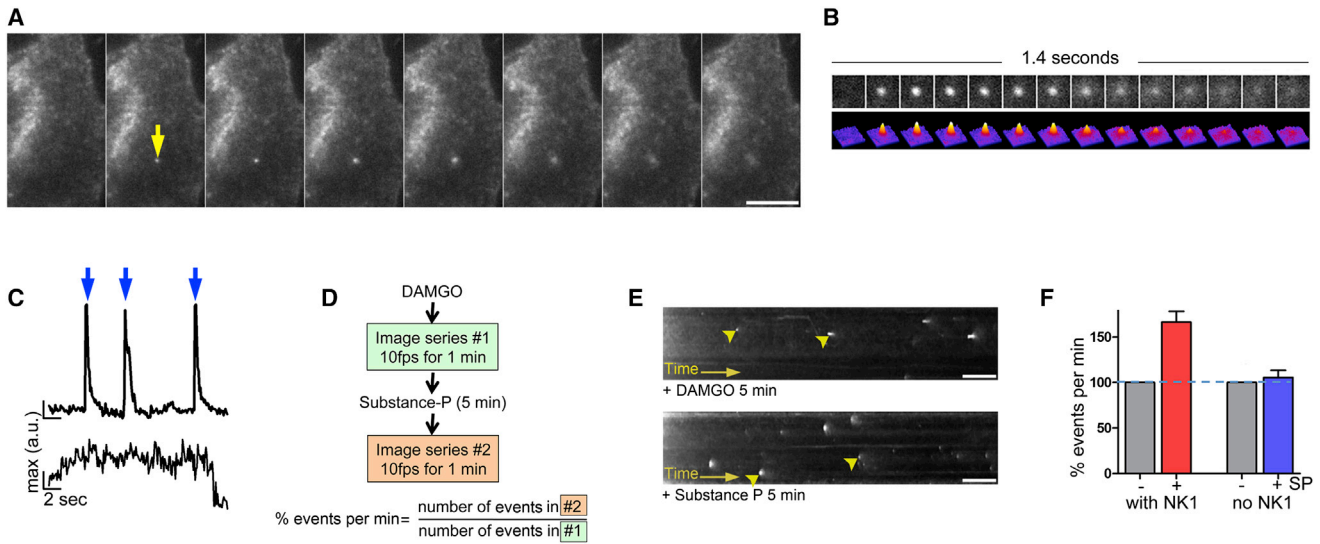 A
B
1.4 seconds
C
max (a.u.)
2 sec
D
DAMGO
Image series #1
10fps for 1 min
Substance-P (5 min)
Image series #2
10fps for 1 min
% events per min=
number of events in #2
number of events in #1
E
Time
+ DAMGO 5 min
Time
+ Substance P 5 min
F
% events per min
150
100
50
0
- + - + SP
with NK1 no NK1